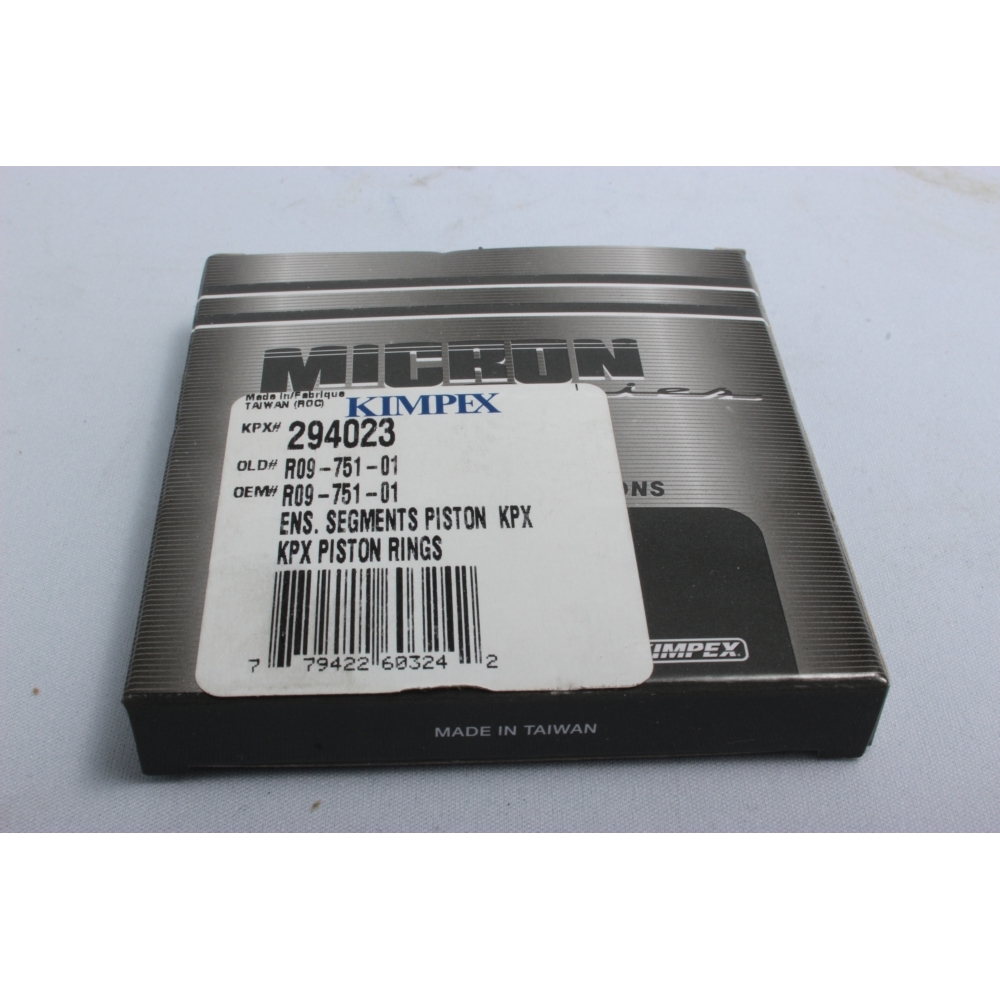 MICRON
Made in/Fabrique
TAIWAN (ROC) KIMPEX
KPX# 294023
OLD# R09-751-01
OEM# R09-751-01
ENS. SEGMENTS PISTON KPX
KPX PISTON RINGS
7 79422 60324 2
KIMPEX
MADE IN TAIWAN